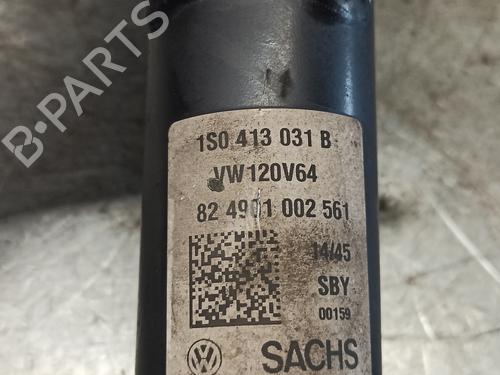 1S0 413 031 B
VW120V64
82 4901 002 561
14/45
SBY
00159
SACHS
B-PARTS